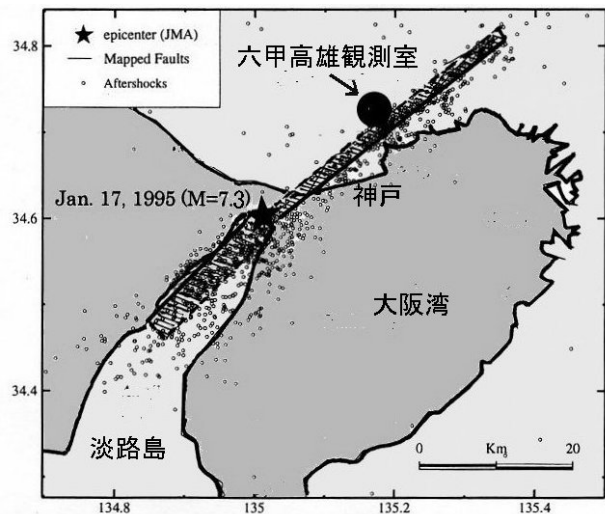 34.8
★ epicenter (JMA)
Mapped Faults
Aftershocks
六甲高雄観測室
Jan. 17, 1995 (M=7.3)
神戸
34.6
大阪湾
34.4
淡路島
0 Km 20
134.8 135 135.2 135.4